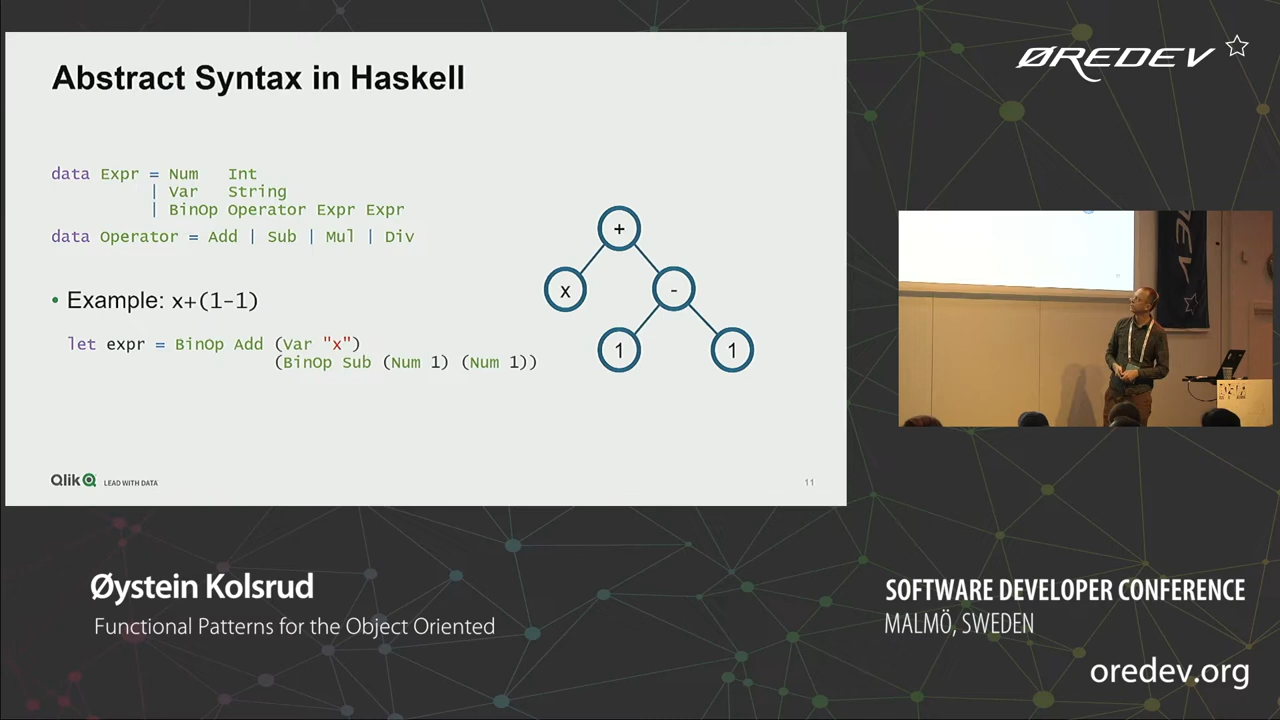 Abstract Syntax in Haskell
data Expr = Num   Int
| Var   String
| BinOp Operator Expr Expr
data Operator = Add | Sub | Mul | Div
• Example: x+(1-1)
let expr = BinOp Add (Var "x")
(BinOp Sub (Num 1) (Num 1))
+
x
-
1
1
Qlik LEAD WITH DATA
11
ØREDEV
Øystein Kolsrud
Functional Patterns for the Object Oriented
SOFTWARE DEVELOPER CONFERENCE
MALMÖ, SWEDEN
oredev.org